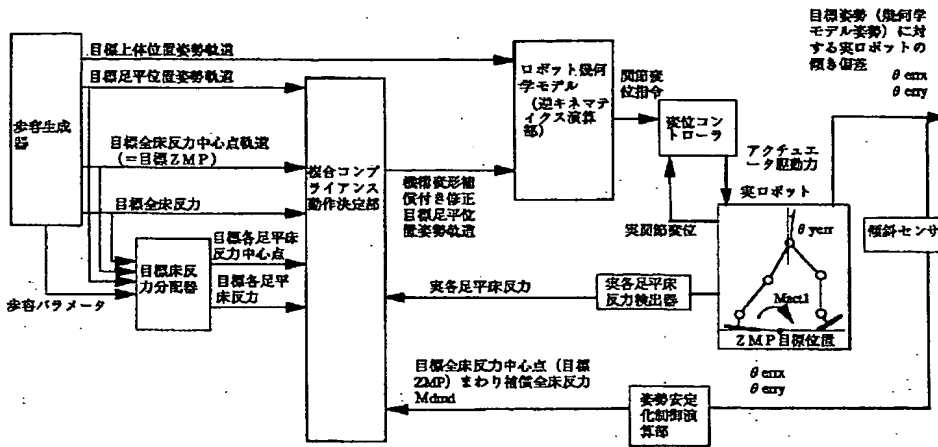 目標姿勢（幾何学
モデル姿勢）に対
する実ロボットの
傾き偏差
θ errx
θ erry
目標上体位置姿勢軌道
目標足平位置姿勢軌道
歩容生成
器
ロボット幾何
学モデル
（逆キネマテ
ィクス演算
部）
関節変
位指令
変位コント
ローラ
アクチュエ
ータ駆動力
目標全床反力中心点軌道
（＝目標ZMP）
複合コンプ
ライアンス
動作決定部
機構変形補
償付き修正
目標足平位
置姿勢軌道
目標全床反力
実関節変位
実ロボット
θ yerr
傾斜センサ
目標各足平床
反力中心点
目標床反
力分配器
目標各足平
床反力
歩容パラメータ
実各足平床反力
実各足平床
反力検出器
Mact1
ZMP目標位置
目標全床反力中心点（目標
ZMP）まわり補償全床反力
Mdmd
θ errx
θ erry
姿勢安定
化制御演
算部